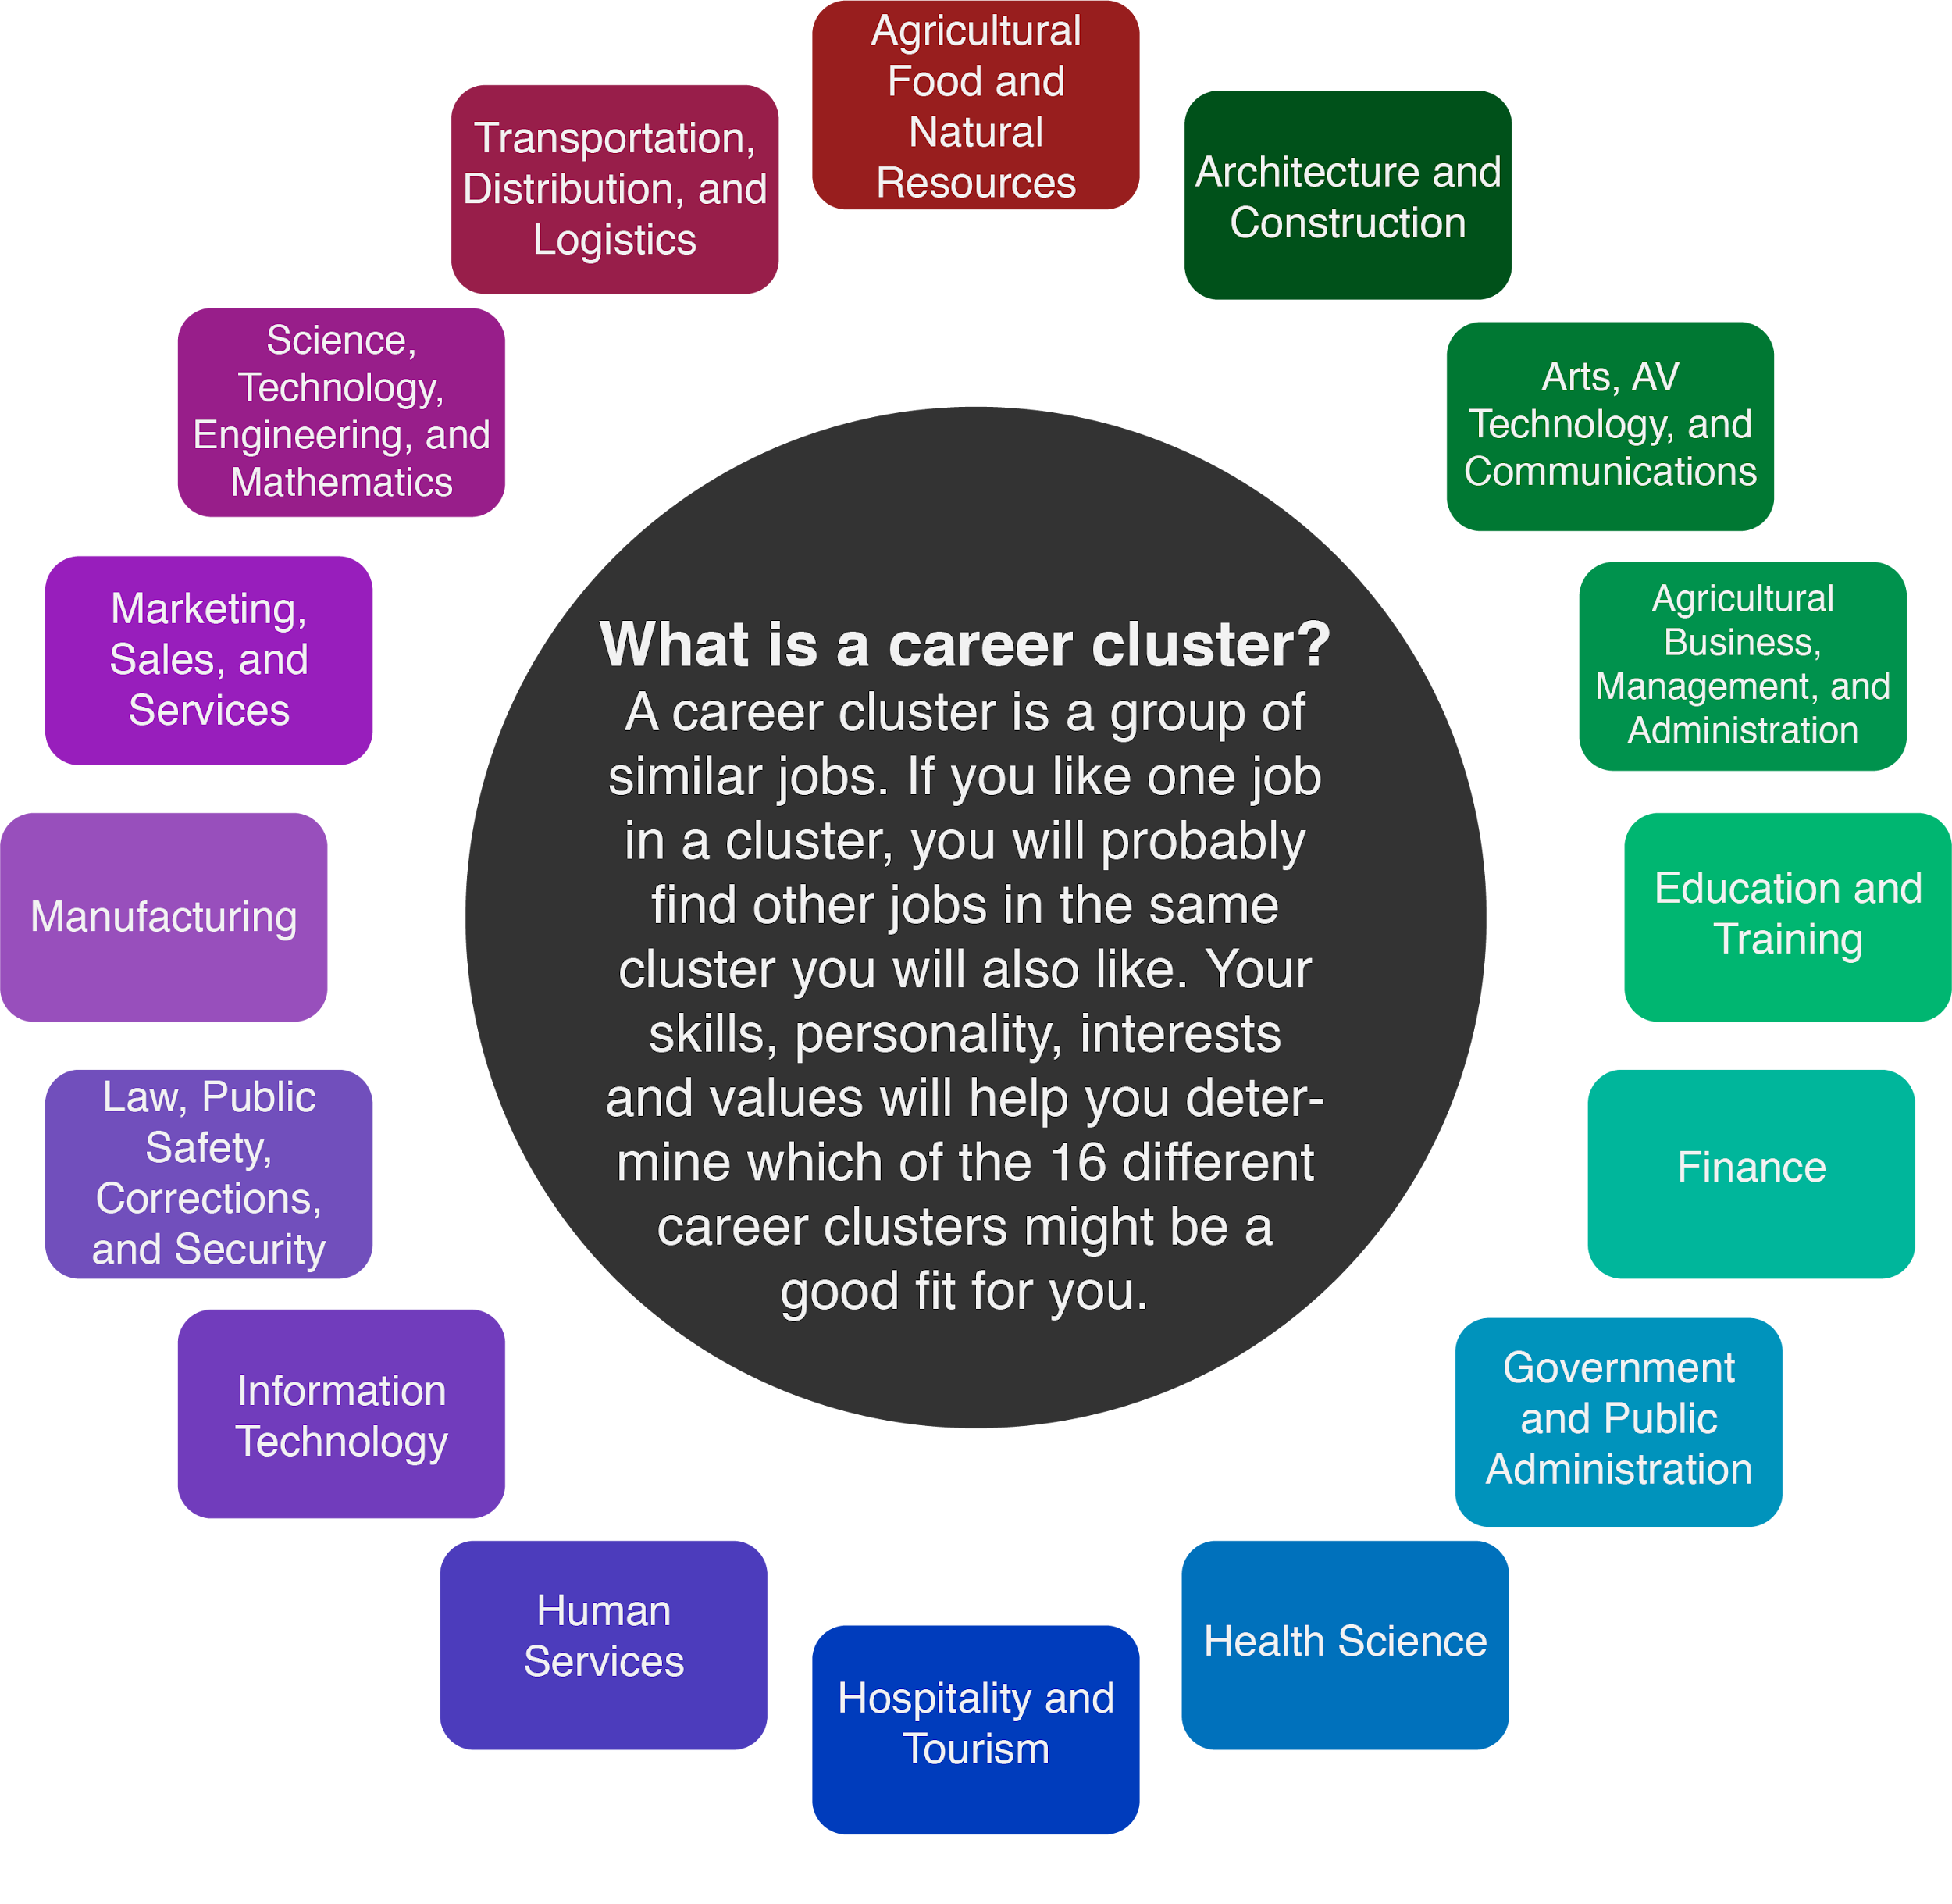 Agricultural
Food and
Natural
Resources
Architecture and
Construction
Arts, AV
Technology, and
Communications
Agricultural
Business,
Management, and
Administration
Education and
Training
Finance
Government
and Public
Administration
Health Science
Hospitality and
Tourism
Human
Services
Information
Technology
Law, Public
Safety,
Corrections,
and Security
Manufacturing
Marketing,
Sales, and
Services
Science,
Technology,
Engineering, and
Mathematics
Transportation,
Distribution, and
Logistics
What is a career cluster?
A career cluster is a group of
similar jobs. If you like one job
in a cluster, you will probably
find other jobs in the same
cluster you will also like. Your
skills, personality, interests
and values will help you deter-
mine which of the 16 different
career clusters might be a
good fit for you.